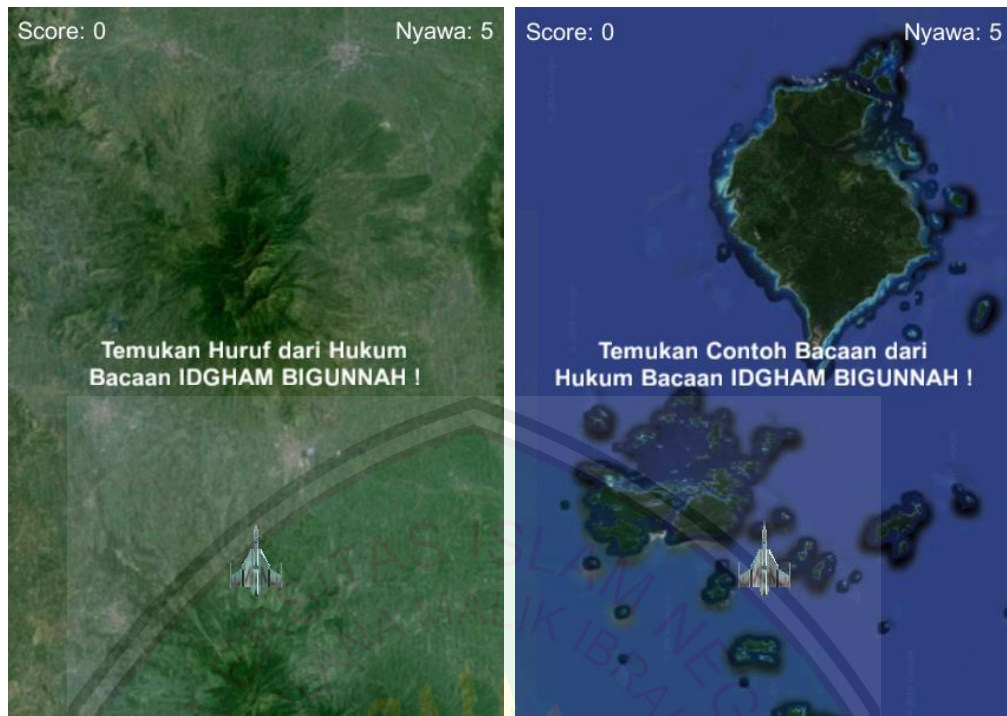 Score: 0
Nyawa: 5
Temukan Huruf dari Hukum
Bacaan IDGHAM BIGUNNAH !
Score: 0
Nyawa: 5
Temukan Contoh Bacaan dari
Hukum Bacaan IDGHAM BIGUNNAH !